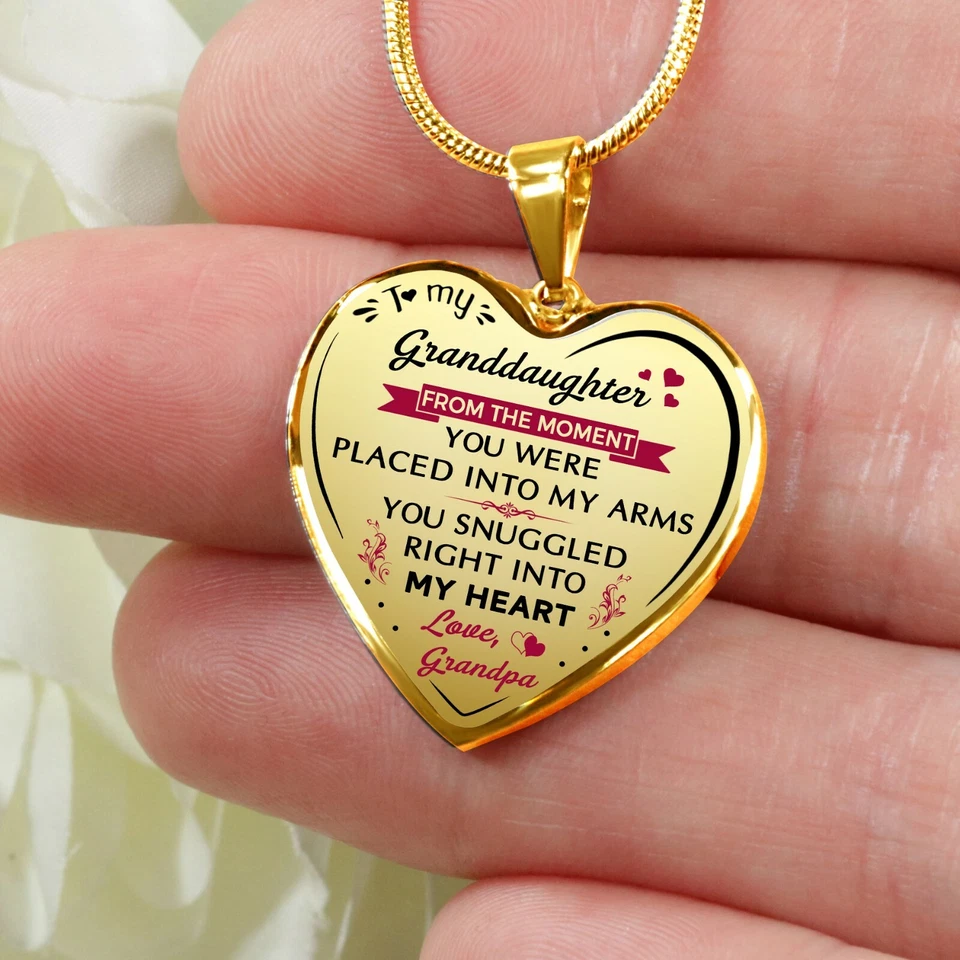 To my
Granddaughter
FROM THE MOMENT
YOU WERE
PLACED INTO MY ARMS
YOU SNUGGLED
RIGHT INTO
MY HEART
Love,
Grandpa